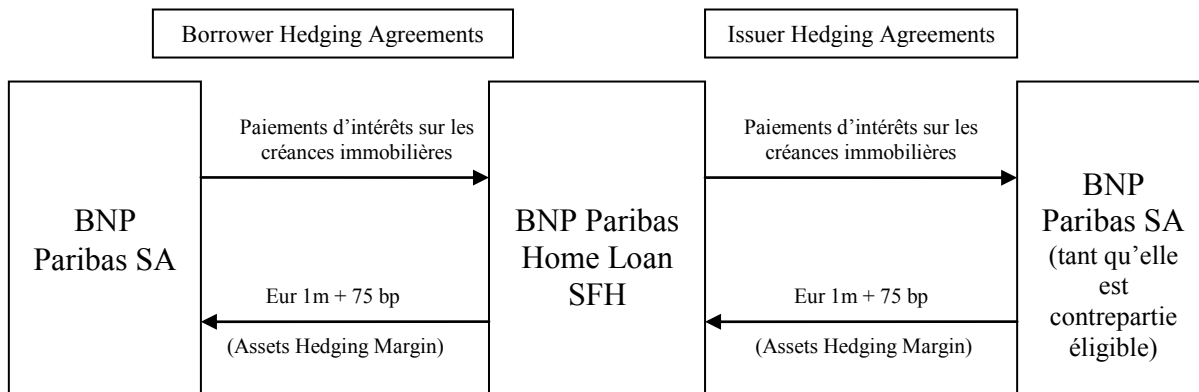 Borrower Hedging Agreements
Issuer Hedging Agreements
Paiements d'intérêts sur les
créances immobilières
Paiements d'intérêts sur les
créances immobilières
BNP
Paribas SA
BNP Paribas
Home Loan
SFH
BNP
Paribas SA
(tant qu'elle
est
contrepartie
éligible)
Eur 1m + 75 bp
(Assets Hedging Margin)
Eur 1m + 75 bp
(Assets Hedging Margin)